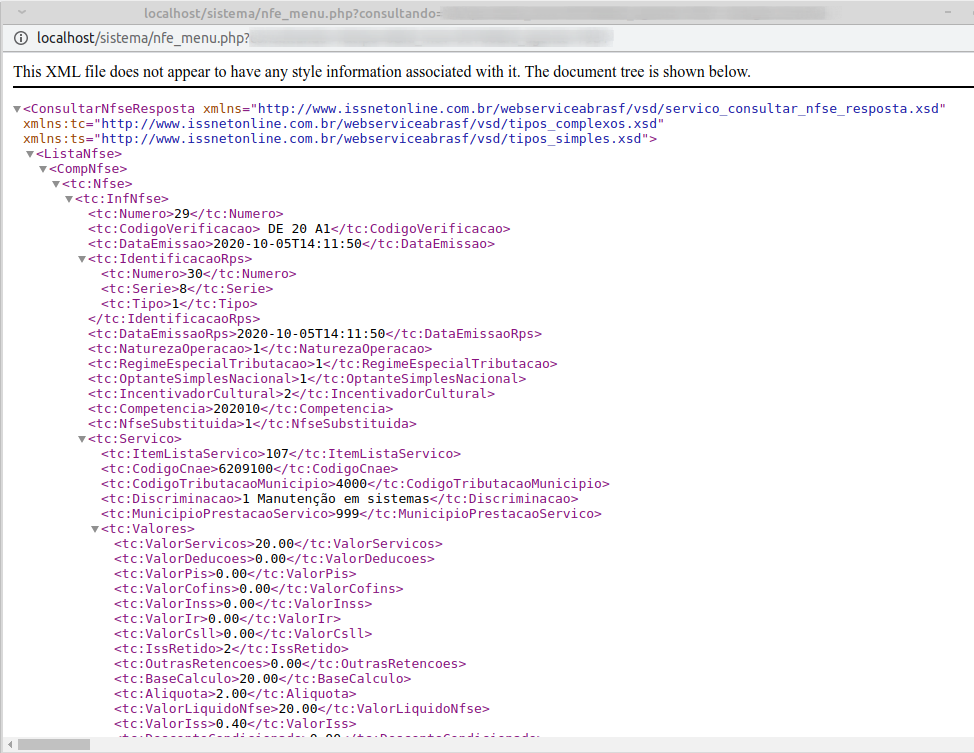 localhost/sistema/nfe_menu.php?consultando=
localhost/sistema/nfe_menu.php?
This XML file does not appear to have any style information associated with it. The document tree is shown below.
▼<ConsultarNfseResposta xmlns="http://www.issnetonline.com.br/webserviceabrasf/vsd/servico_consultar_nfse_resposta.xsd"
xmlns:tc="http://www.issnetonline.com.br/webserviceabrasf/vsd/tipos_complexos.xsd"
xmlns:ts="http://www.issnetonline.com.br/webserviceabrasf/vsd/tipos_simples.xsd">
▼<ListaNfse>
▼<CompNfse>
▼<tc:Nfse>
▼<tc:InfNfse>
<tc:Numero>29</tc:Numero>
<tc:CodigoVerificacao> DE 20 A1</tc:CodigoVerificacao>
<tc:DataEmissao>2020-10-05T14:11:50</tc:DataEmissao>
▼<tc:IdentificacaoRps>
<tc:Numero>30</tc:Numero>
<tc:Serie>8</tc:Serie>
<tc:Tipo>1</tc:Tipo>
</tc:IdentificacaoRps>
<tc:DataEmissaoRps>2020-10-05T14:11:50</tc:DataEmissaoRps>
<tc:NaturezaOperacao>1</tc:NaturezaOperacao>
<tc:RegimeEspecialTributacao>1</tc:RegimeEspecialTributacao>
<tc:OptanteSimplesNacional>1</tc:OptanteSimplesNacional>
<tc:IncentivadorCultural>2</tc:IncentivadorCultural>
<tc:Competencia>202010</tc:Competencia>
<tc:NfseSubstituida>1</tc:NfseSubstituida>
▼<tc:Servico>
<tc:ItemListaServico>107</tc:ItemListaServico>
<tc:CodigoCnae>6209100</tc:CodigoCnae>
<tc:CodigoTributacaoMunicipio>4000</tc:CodigoTributacaoMunicipio>
<tc:Discriminacao>1 Manutenção em sistemas</tc:Discriminacao>
<tc:MunicipioPrestacaoServico>999</tc:MunicipioPrestacaoServico>
▼<tc:Valores>
<tc:ValorServicos>20.00</tc:ValorServicos>
<tc:ValorDeducoes>0.00</tc:ValorDeducoes>
<tc:ValorPis>0.00</tc:ValorPis>
<tc:ValorCofins>0.00</tc:ValorCofins>
<tc:ValorInss>0.00</tc:ValorInss>
<tc:ValorIr>0.00</tc:ValorIr>
<tc:ValorCsll>0.00</tc:ValorCsll>
<tc:IssRetido>2</tc:IssRetido>
<tc:OutrasRetencoes>0.00</tc:OutrasRetencoes>
<tc:BaseCalculo>20.00</tc:BaseCalculo>
<tc:Aliquota>2.00</tc:Aliquota>
<tc:ValorLiquidoNfse>20.00</tc:ValorLiquidoNfse>
<tc:ValorIss>0.40</tc:ValorIss>